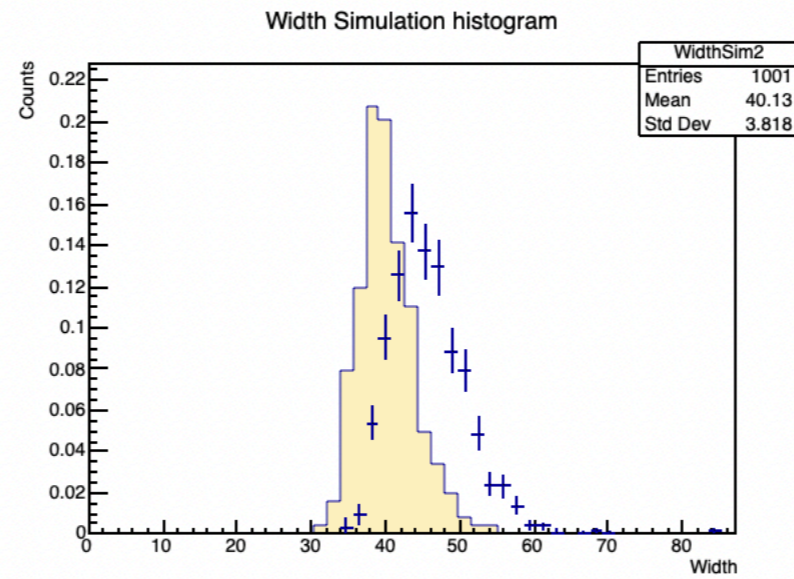 Width Simulation histogram
WidthSim2
Entries 1001
Mean 40.13
Std Dev 3.818
Counts
0.22
0.2
0.18
0.16
0.14
0.12
0.1
0.08
0.06
0.04
0.02
0
0 10 20 30 40 50 60 70 80
Width